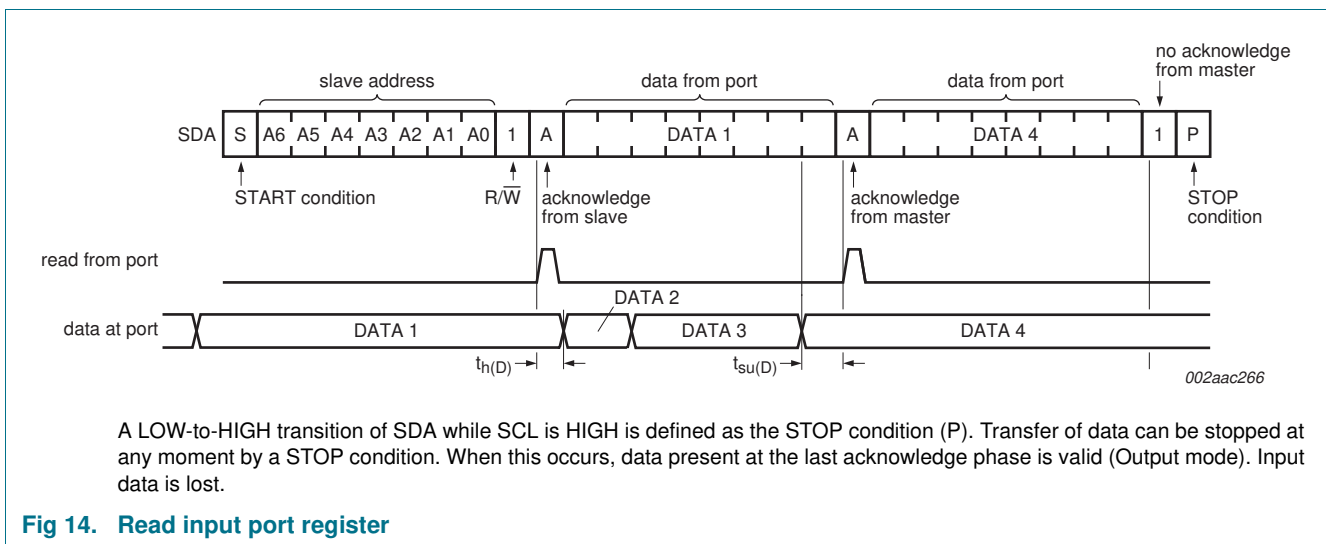 no acknowledge
from master
slave address
data from port
data from port
SDA S A6 A5 A4 A3 A2 A1 A0 1 A DATA 1 A DATA 4 1 P
START condition
R/W̅
acknowledge
from slave
acknowledge
from master
STOP
condition
read from port
DATA 2
data at port DATA 1 DATA 3 DATA 4
th(D)
tsu(D)
002aac266
A LOW-to-HIGH transition of SDA while SCL is HIGH is defined as the STOP condition (P). Transfer of data can be stopped at
any moment by a STOP condition. When this occurs, data present at the last acknowledge phase is valid (Output mode). Input
data is lost.
Fig 14. Read input port register